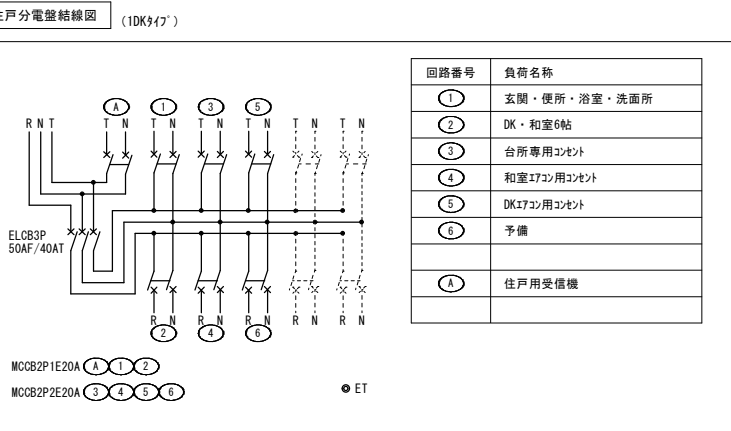 住戸分電盤結線図 (1DKﾀｲﾌﾟ)
回路番号 負荷名称
1 玄関・便所・浴室・洗面所
2 DK・和室6帖
3 台所専用ｺﾝｾﾝﾄ
4 和室ｴｱｺﾝ用ｺﾝｾﾝﾄ
5 DKｴｱｺﾝ用ｺﾝｾﾝﾄ
6 予備
A 住戸用受信機
A 1 3 5
R N T T N T N T N T N T N T N
ELCB3P
50AF/40AT
R N R N R N R N R N
2 4 6
MCCB2P1E20A A 1 2
MCCB2P2E20A 3 4 5 6
ET